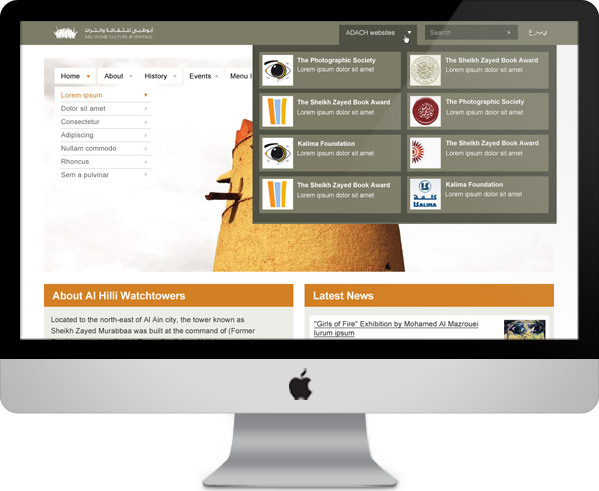 أبوظبي للثقافة والتراث
ABU DHABI CULTURE & HERITAGE
ADACH websites
Search
Home
About
History
Events
Menu I
Lorem ipsum
Dolor sit amet
Consectetur
Adipiscing
Nullam commodo
Rhoncus
Sem a pulvinar
The Photographic Society
Lorem ipsum dolor sit amet
The Sheikh Zayed Book Award
Lorem ipsum dolor sit amet
The Sheikh Zayed Book Award
Lorem ipsum dolor sit amet
The Photographic Society
Lorem ipsum dolor sit amet
Kalima Foundation
Lorem ipsum dolor sit amet
The Sheikh Zayed Book Award
Lorem ipsum dolor sit amet
The Sheikh Zayed Book Award
Lorem ipsum dolor sit amet
KALIMA
Kalima Foundation
Lorem ipsum dolor sit amet
About Al Hilli Watchtowers
Located to the north-east of Al Ain city, the tower known as
Sheikh Zayed Murabbaa was built at the command of (Former
Latest News
"Girls of Fire" Exhibition by Mohamed Al Mazrouei
lurum ipsum